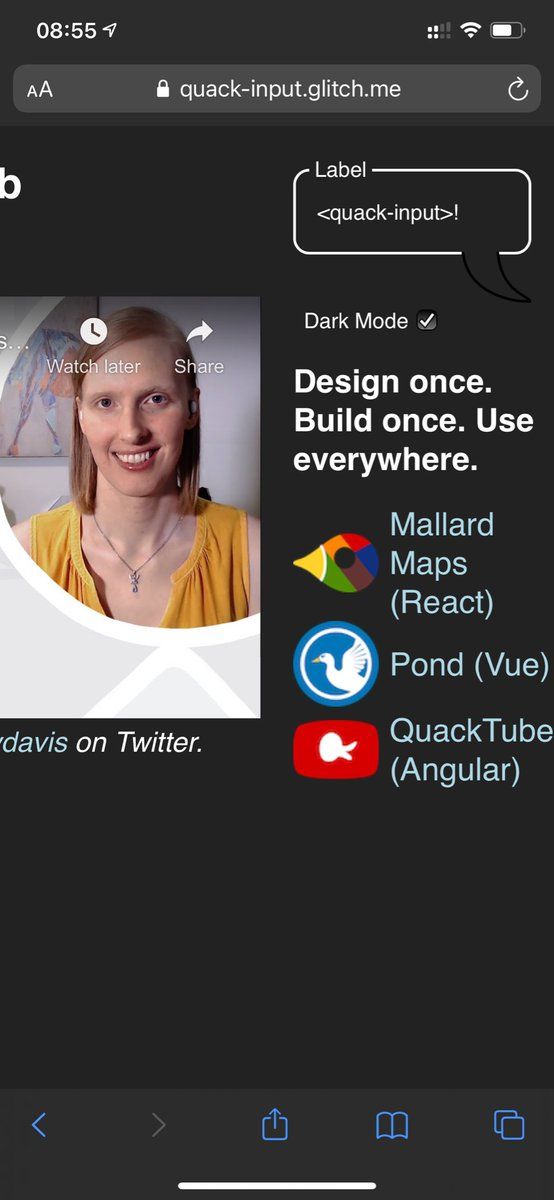 08:55
AA quack-input.glitch.me
b
Label
<quack-input>!
s...
Watch later
Share
Dark Mode
Design once.
Build once. Use
everywhere.
Mallard
Maps
(React)
Pond (Vue)
QuackTube
(Angular)
ydavis on Twitter.